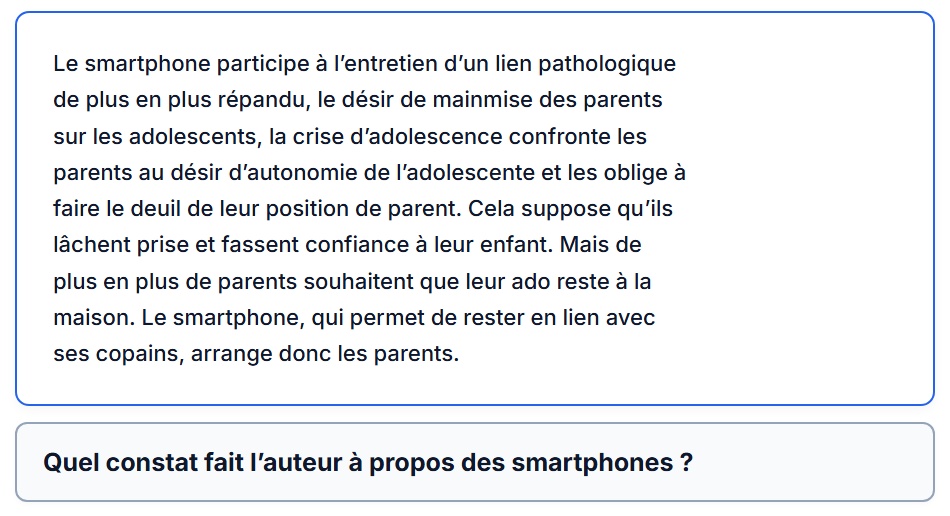 Le smartphone participe à l’entretien d’un lien pathologique
de plus en plus répandu, le désir de mainmise des parents
sur les adolescents, la crise d’adolescence confronte les
parents au désir d’autonomie de l’adolescente et les oblige à
faire le deuil de leur position de parent. Cela suppose qu’ils
lâchent prise et fassent confiance à leur enfant. Mais de
plus en plus de parents souhaitent que leur ado reste à la
maison. Le smartphone, qui permet de rester en lien avec
ses copains, arrange donc les parents.
Quel constat fait l’auteur à propos des smartphones ?